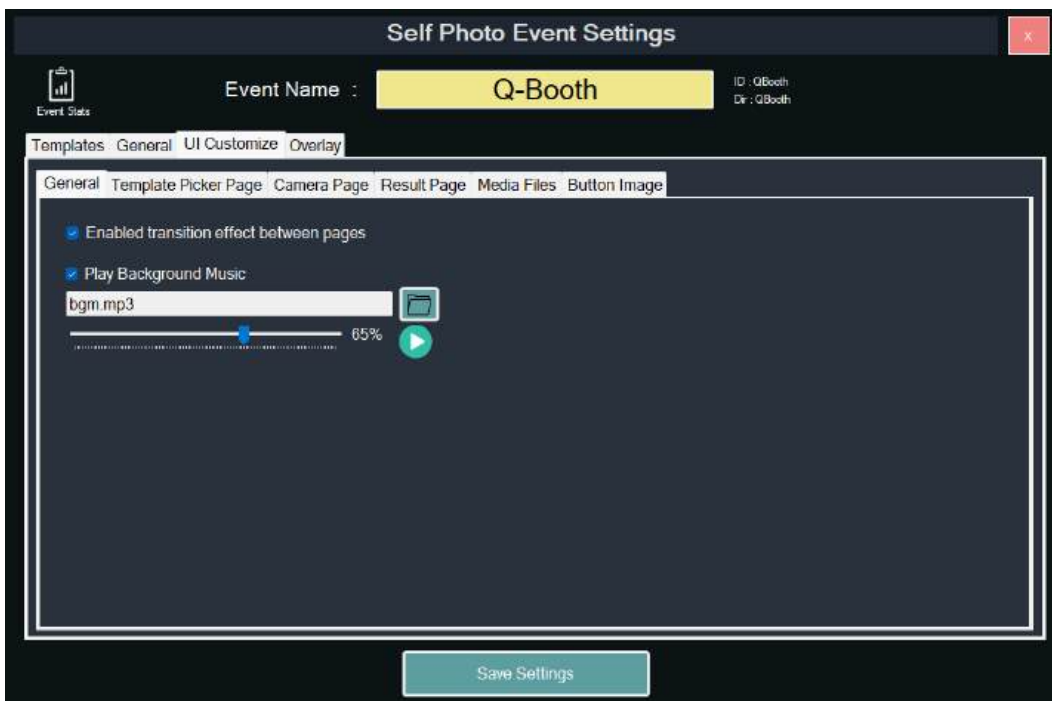 Self Photo Event Settings
x
Event Stats
Event Name :
Q-Booth
ID : QBooth
Dir : QBooth
Templates General UI Customize Overlay
General Template Picker Page Camera Page Result Page Media Files Button Image
Enabled transition effect between pages
Play Background Music
bgm.mp3
65%
Save Settings